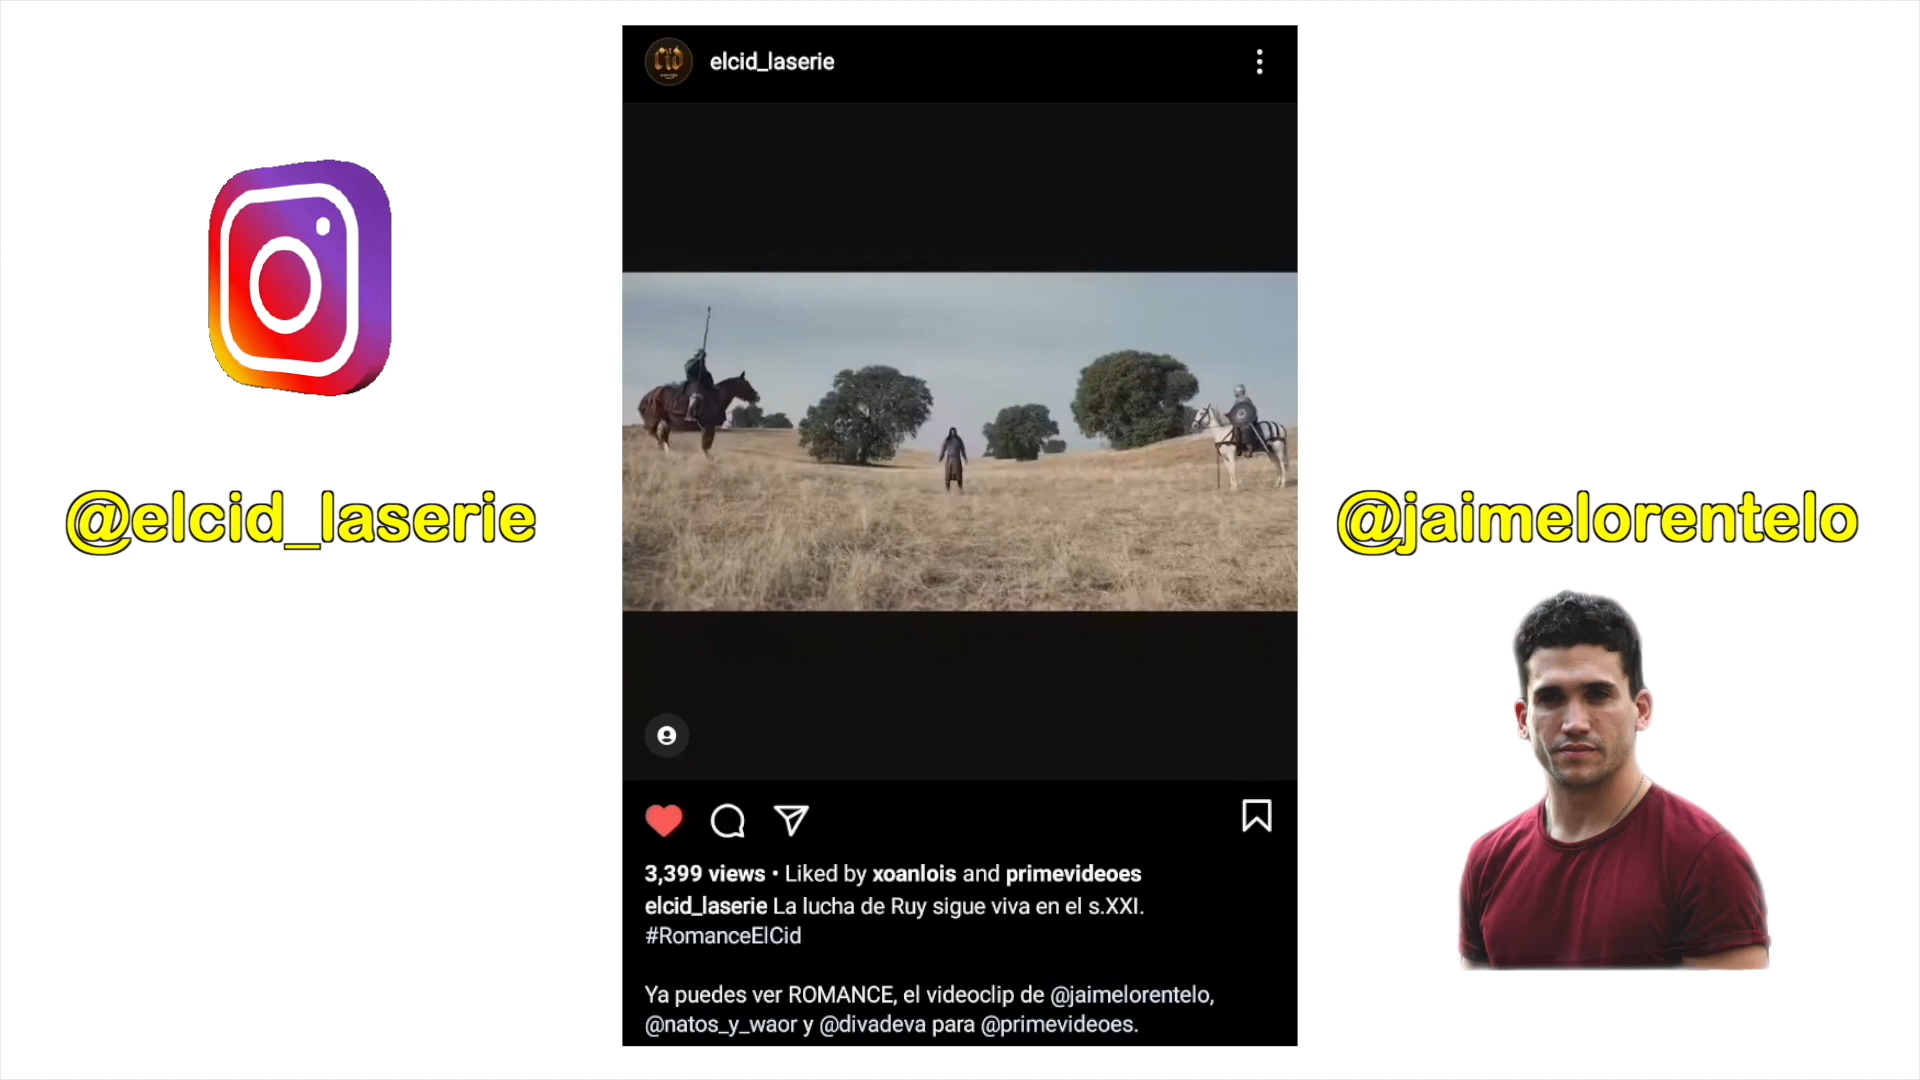 elcid_laserie
@elcid_laserie
@jaimelorentelo
3,399 views • Liked by xoanlois and primevideoes
elcid_laserie La lucha de Ruy sigue viva en el s.XXI.
#RomanceElCid
Ya puedes ver ROMANCE, el videoclip de @jaimelorentelo,
@natos_y_waor y @divadeva para @primevideoes.